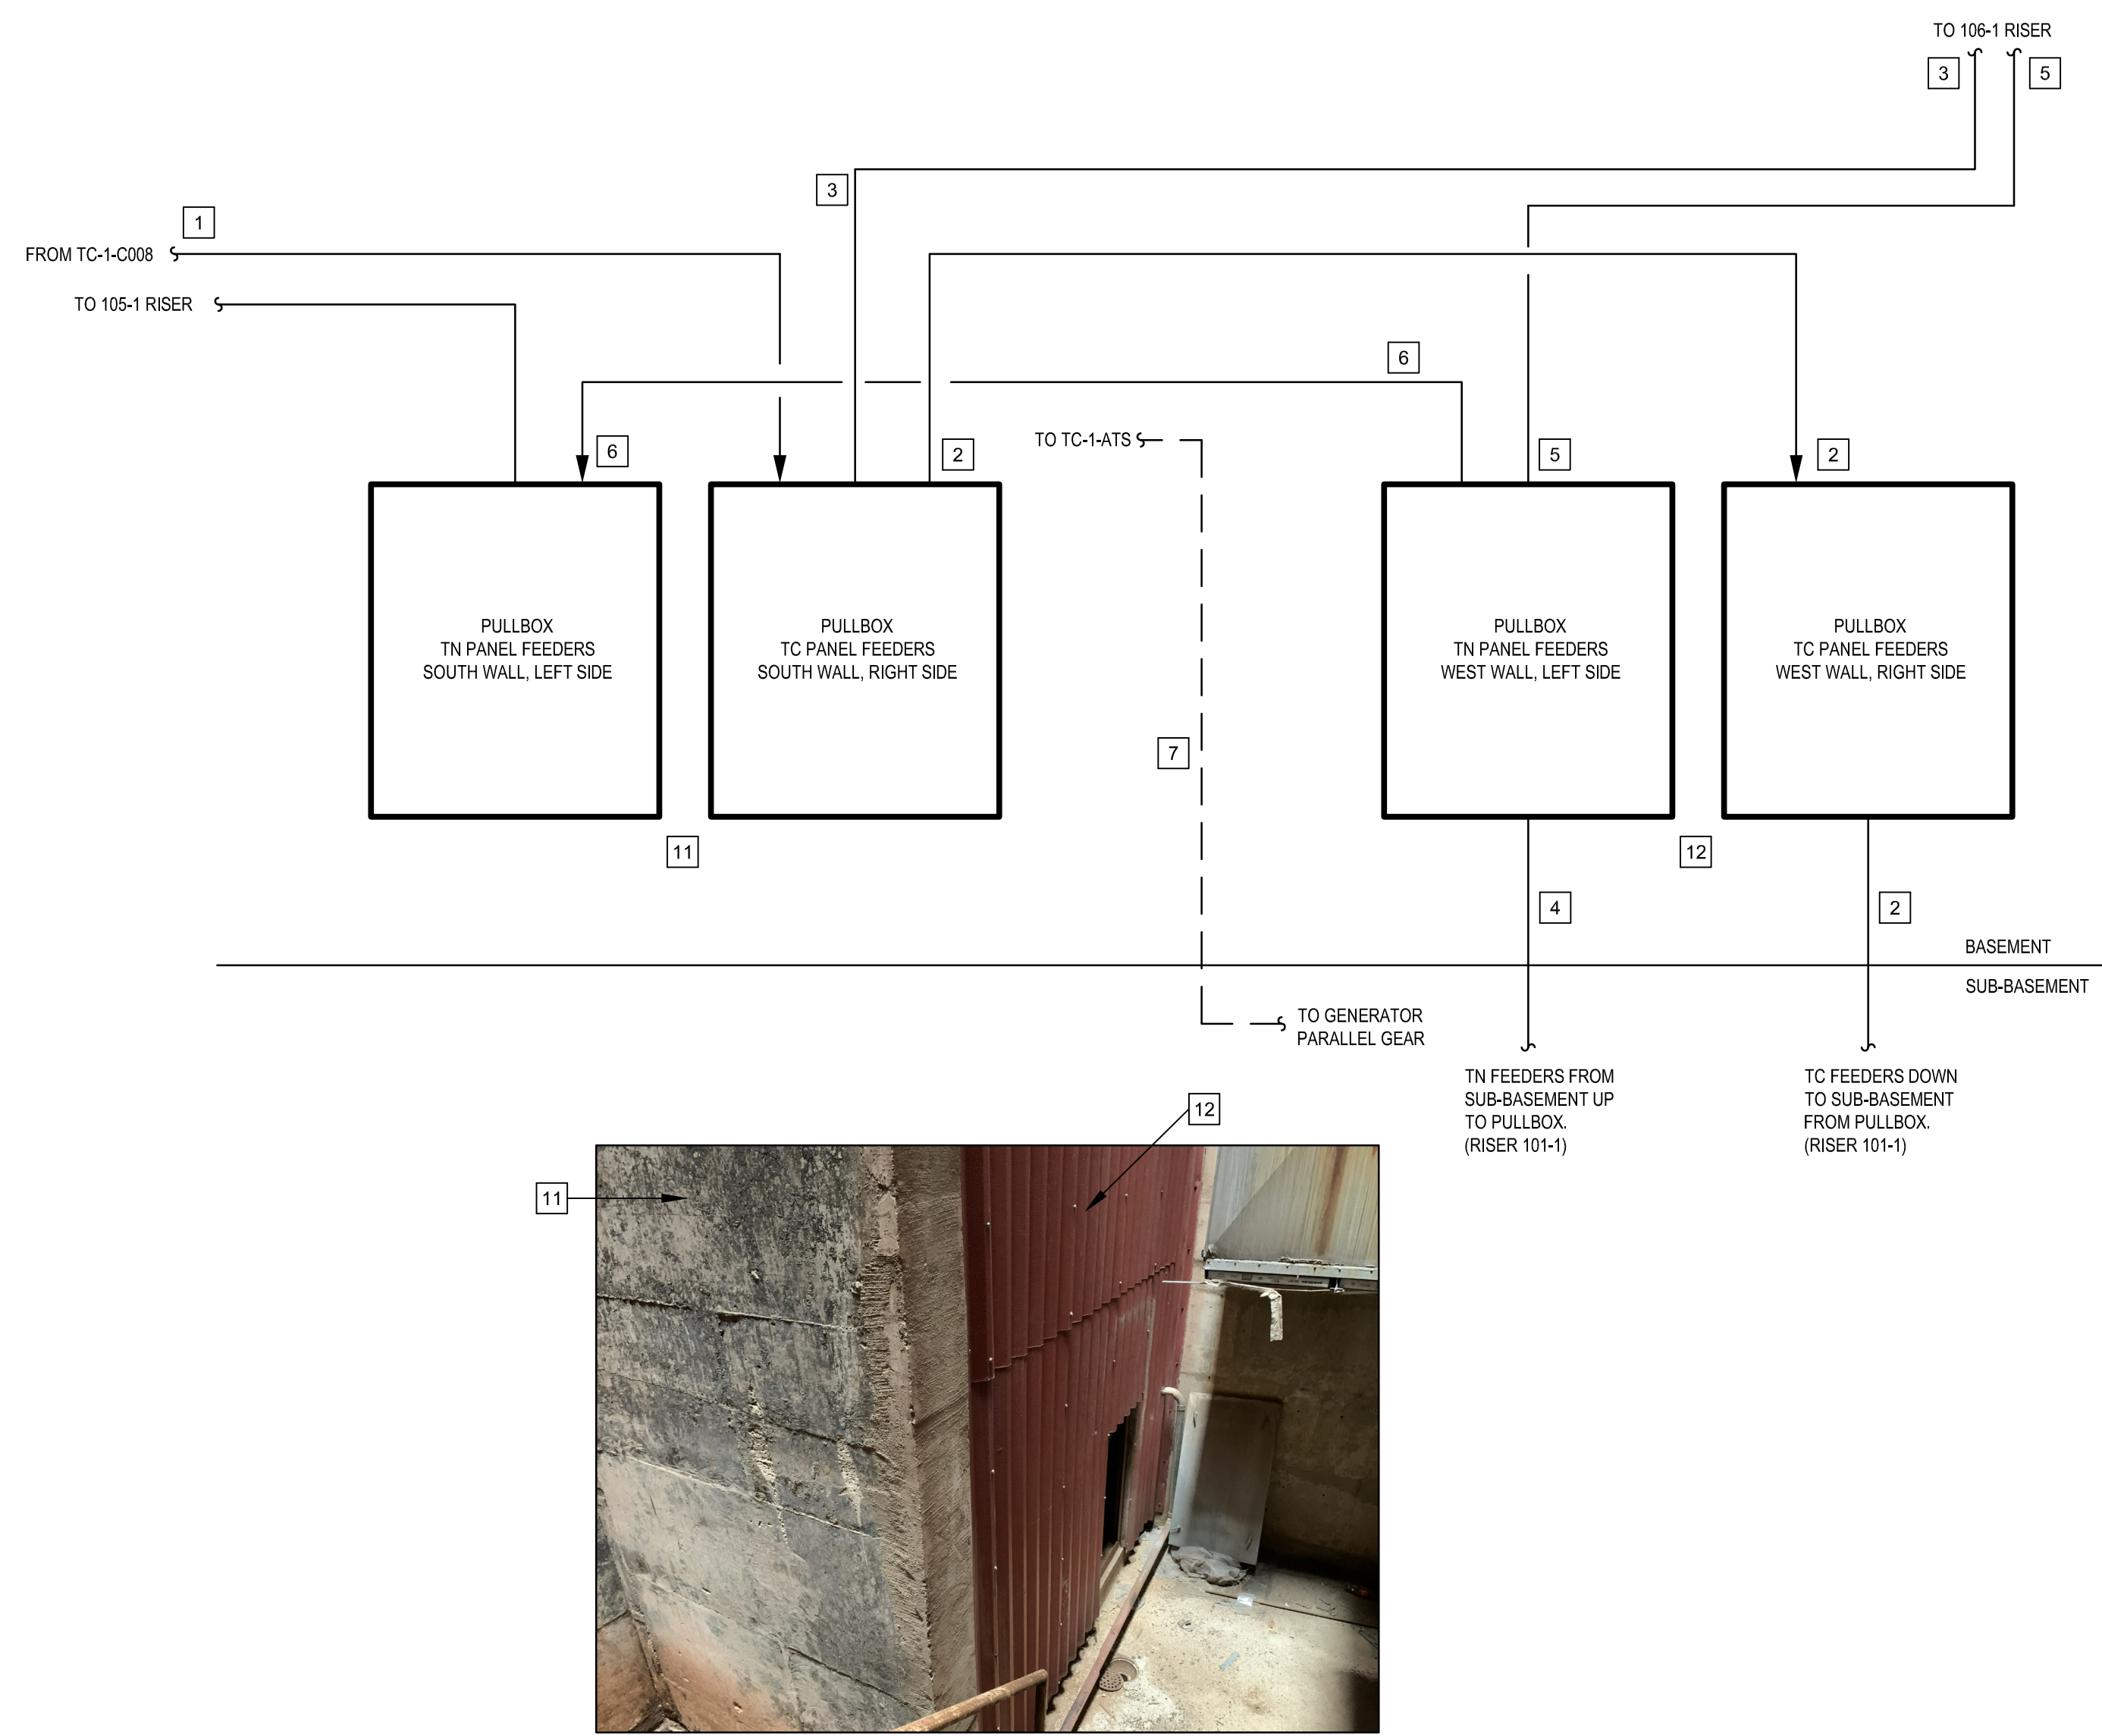 TO 106-1 RISER
3
5
3
1
FROM TC-1-C008
TO 105-1 RISER
6
TO TC-1-ATS
6
2
5
2
PULLBOX
TN PANEL FEEDERS
SOUTH WALL, LEFT SIDE
PULLBOX
TC PANEL FEEDERS
SOUTH WALL, RIGHT SIDE
PULLBOX
TN PANEL FEEDERS
WEST WALL, LEFT SIDE
PULLBOX
TC PANEL FEEDERS
WEST WALL, RIGHT SIDE
7
11
12
4
2
BASEMENT
SUB-BASEMENT
TO GENERATOR
PARALLEL GEAR
TN FEEDERS FROM
SUB-BASEMENT UP
TO PULLBOX.
(RISER 101-1)
TC FEEDERS DOWN
TO SUB-BASEMENT
FROM PULLBOX.
(RISER 101-1)
12
11